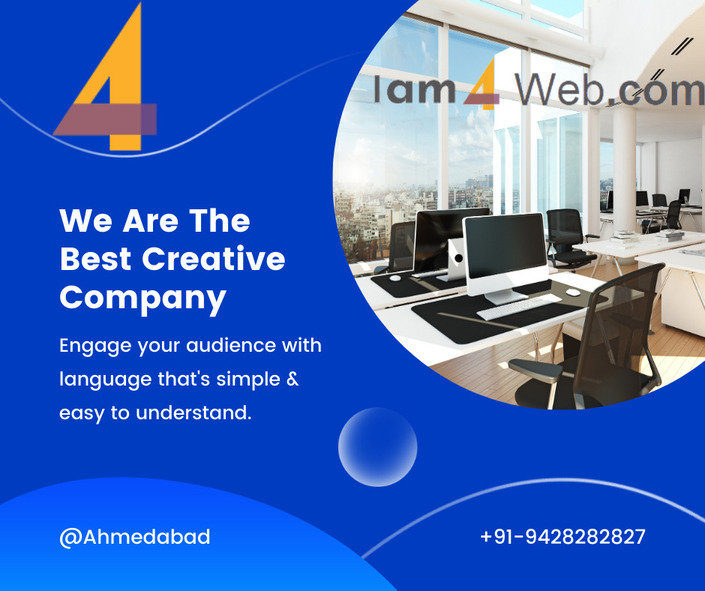 4
Iam4Web.com
We Are The
Best Creative
Company
Engage your audience with
language that's simple &
easy to understand.
@Ahmedabad
+91-9428282827